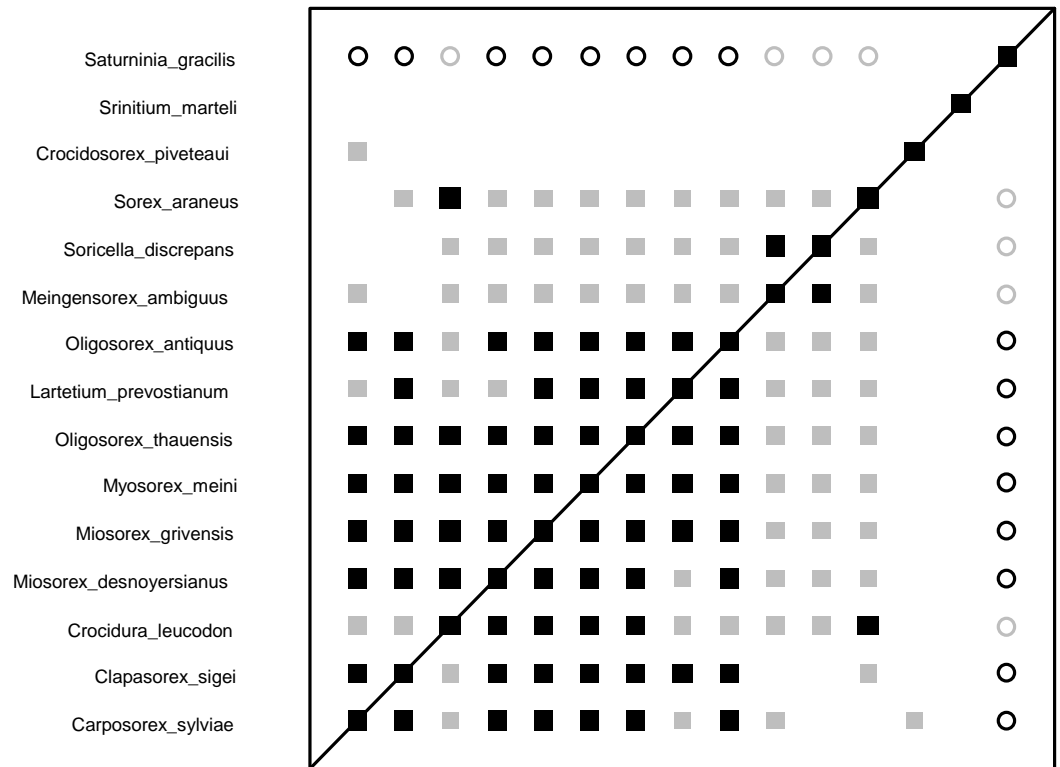 Saturninia_gracilis
Srinitium_marteli
Crocidosorex_piveteaui
Sorex_araneus
Soricella_discrepans
Meingensorex_ambiguus
Oligosorex_antiquus
Lartetium_prevostianum
Oligosorex_thauensis
Myosorex_meini
Miosorex_grivensis
Miosorex_desnoyersianus
Crocidura_leucodon
Clapasorex_sigei
Carposorex_sylviae